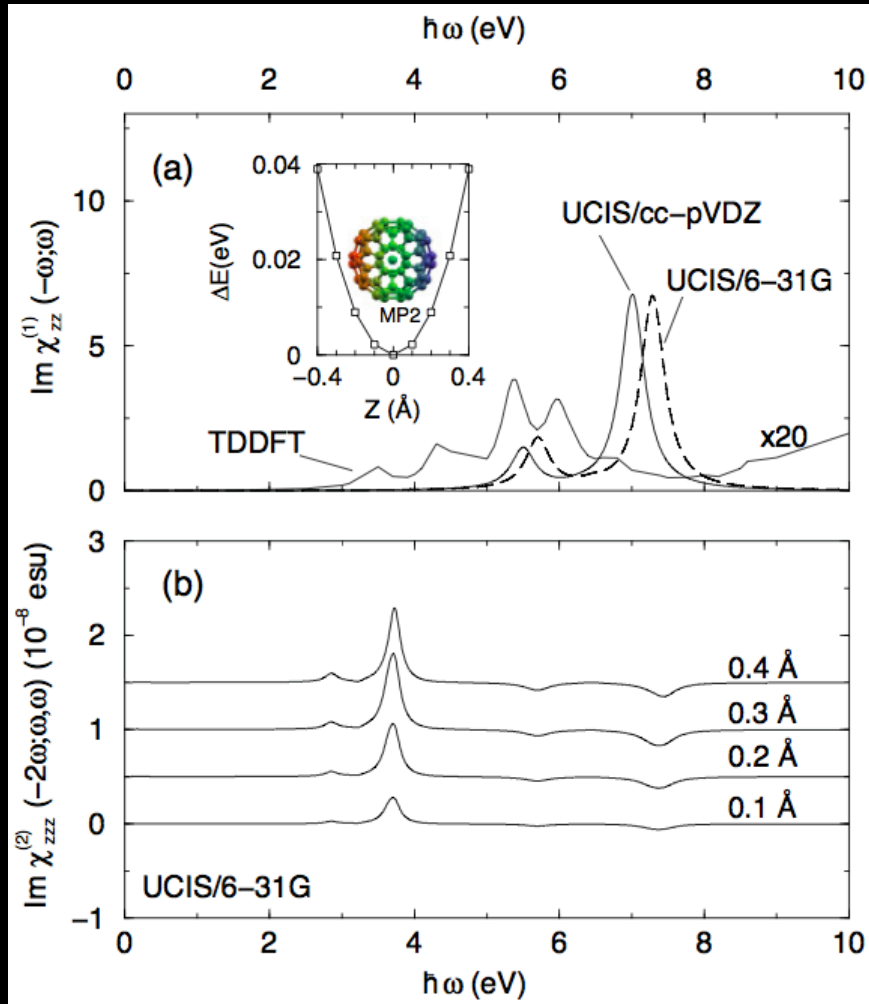 ħω (eV)
0 2 4 6 8 10
(a)
Im χ_zz^(1) (−ω;ω)
10
5
0
ΔE(eV)
0.04
0.02
0
MP2
−0.4 0 0.4
Z (Å)
UCIS/cc−pVDZ
UCIS/6−31G
TDDFT
x20
(b)
Im χ_zzz^(2) (−2ω;ω,ω) (10^−8 esu)
3
2
1
0
−1
0.4 Å
0.3 Å
0.2 Å
0.1 Å
UCIS/6−31G
0 2 4 6 8 10
ħω (eV)